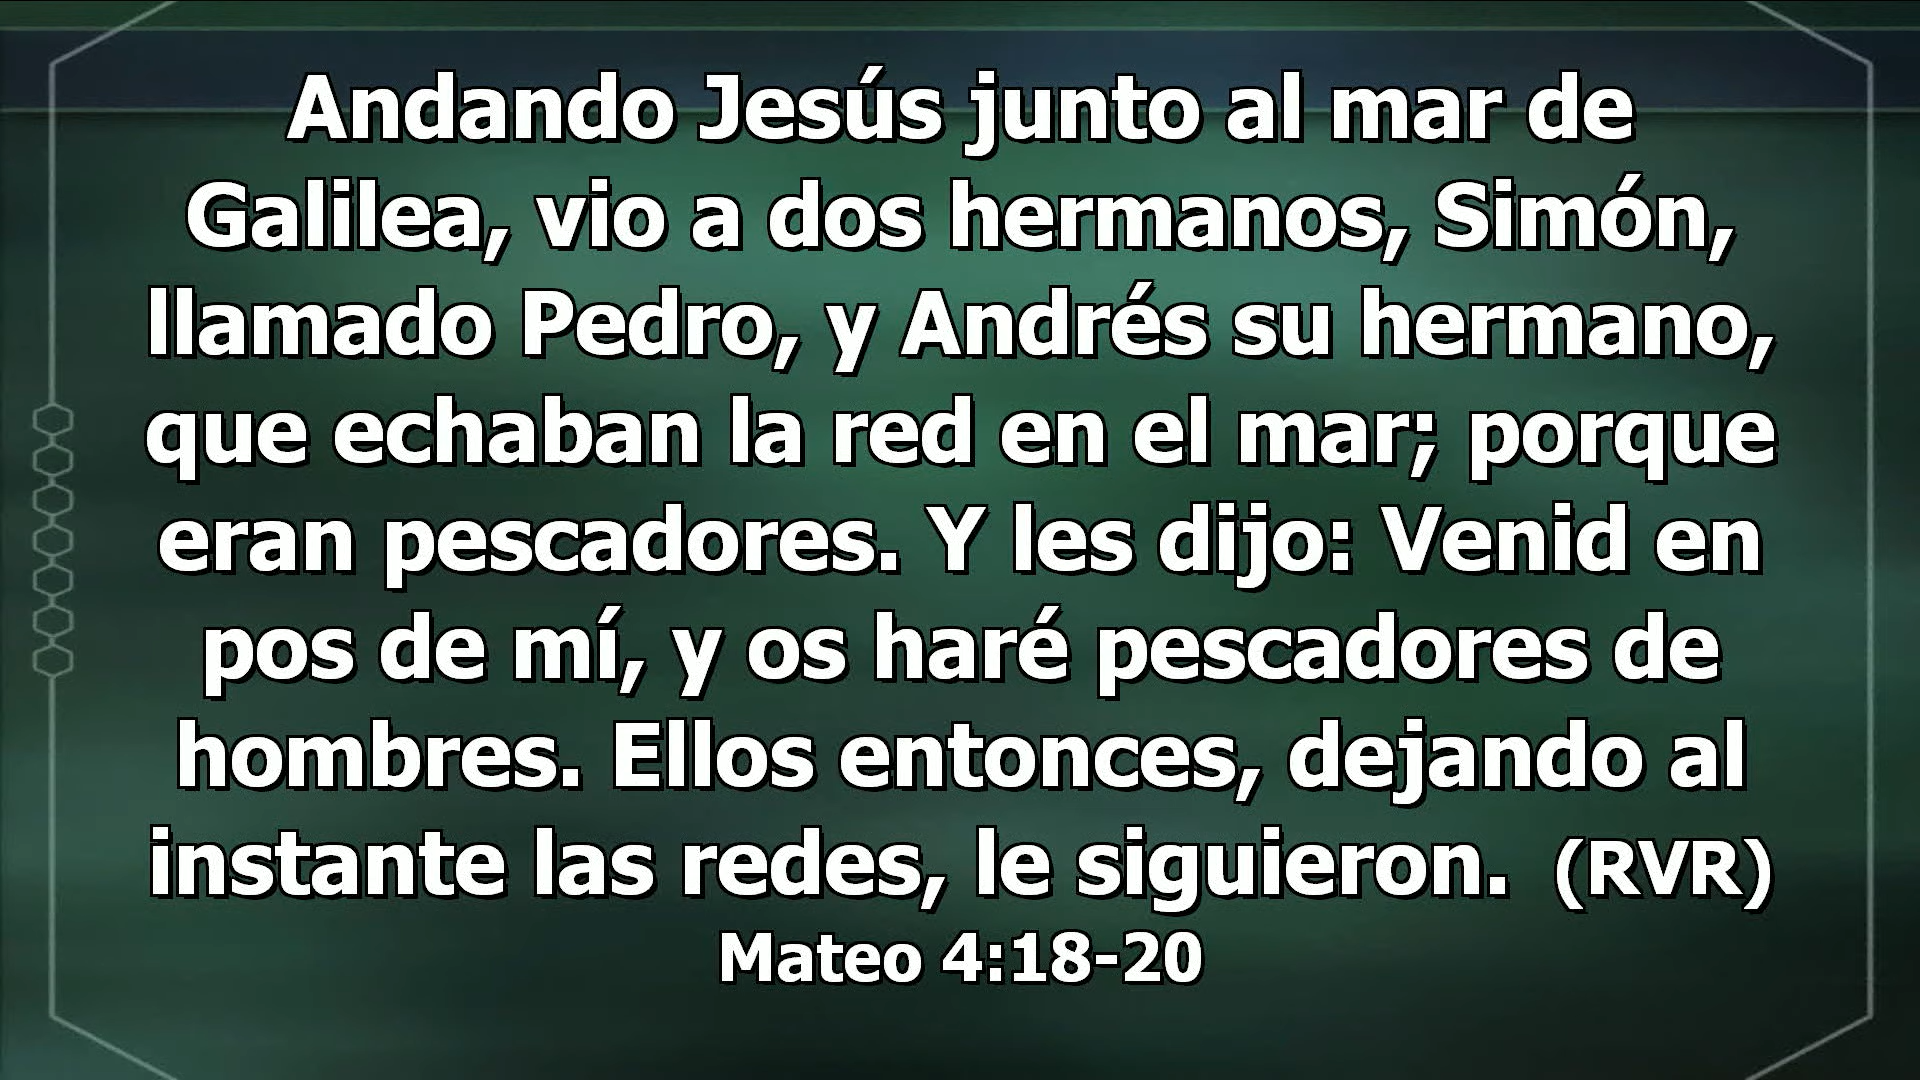 Andando Jesús junto al mar de
Galilea, vio a dos hermanos, Simón,
llamado Pedro, y Andrés su hermano,
que echaban la red en el mar; porque
eran pescadores. Y les dijo: Venid en
pos de mí, y os haré pescadores de
hombres. Ellos entonces, dejando al
instante las redes, le siguieron. (RVR)
Mateo 4:18-20